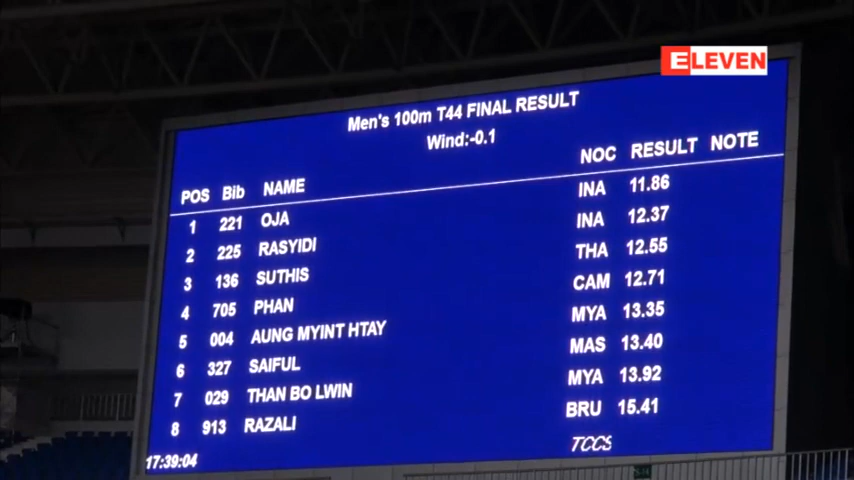 ELEVEN
Men's 100m T44 FINAL RESULT
Wind:-0.1
POS Bib NAME NOC RESULT NOTE
1 221 OJA INA 11.86
2 225 RASYIDI INA 12.37
3 136 SUTHIS THA 12.55
4 705 PHAN CAM 12.71
5 004 AUNG MYINT HTAY MYA 13.35
6 327 SAIFUL MAS 13.40
7 029 THAN BO LWIN MYA 13.92
8 913 RAZALI BRU 15.41
17:39:04 TCCS